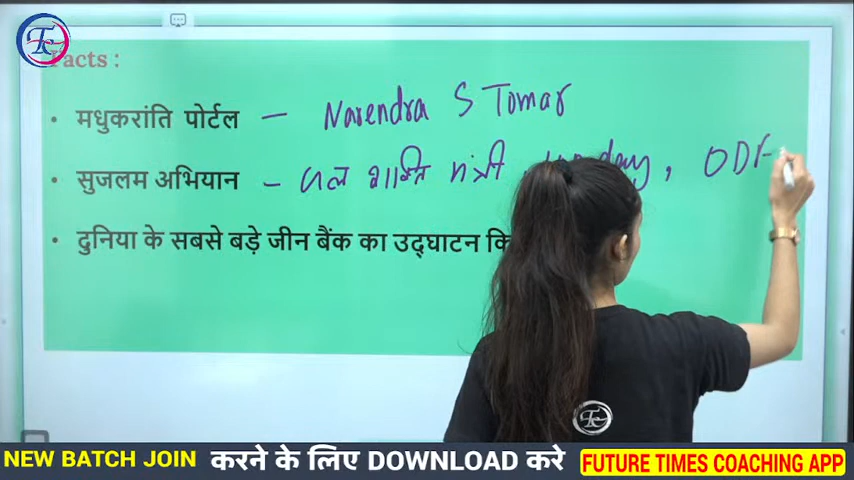 Facts :
• मधुकरांति पोर्टल – Narendra S Tomar
• सुजलम अभियान – जल शक्ति मंत्री , day, ODF
• दुनिया के सबसे बड़े जीन बैंक का उद्घाटन
NEW BATCH JOIN करने के लिए DOWNLOAD करे FUTURE TIMES COACHING APP